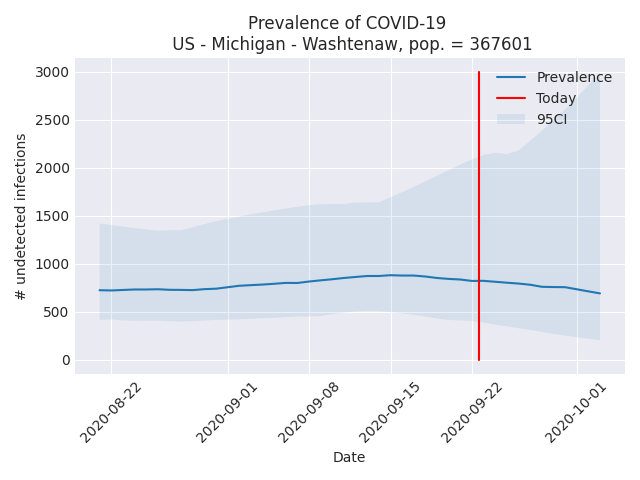 Prevalence of COVID-19
US - Michigan - Washtenaw, pop. = 367601
3000
2500
2000
1500
1000
500
0
# undetected infections
Prevalence
Today
95CI
2020-08-22
2020-09-01
2020-09-08
2020-09-15
2020-09-22
2020-10-01
Date